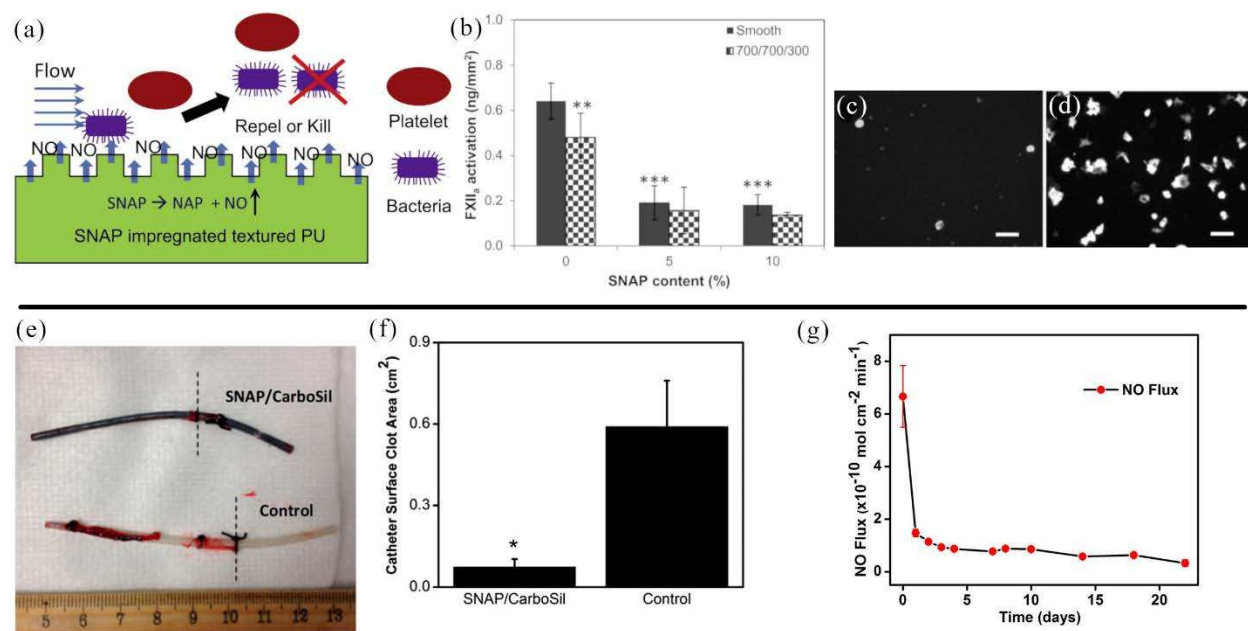 (a)
Flow
Repel or Kill
NO NO NO NO NO NO NO NO
SNAP → NAP + NO
SNAP impregnated textured PU
Platelet
Bacteria
(b)
FXIIa activation (ng/mm²)
0.8
0.6
0.4
0.2
0.0
Smooth
700/700/300
**
***
***
0 5 10
SNAP content (%)
(c)
(d)
(e)
SNAP/CarboSil
Control
5 6 7 8 9 10 11 12 13
(f)
Catheter Surface Clot Area (cm²)
0.9
0.6
0.3
0.0
*
SNAP/CarboSil Control
(g)
NO Flux (x10⁻¹⁰ mol cm⁻² min⁻¹)
8
6
4
2
0
NO Flux
0 5 10 15 20
Time (days)